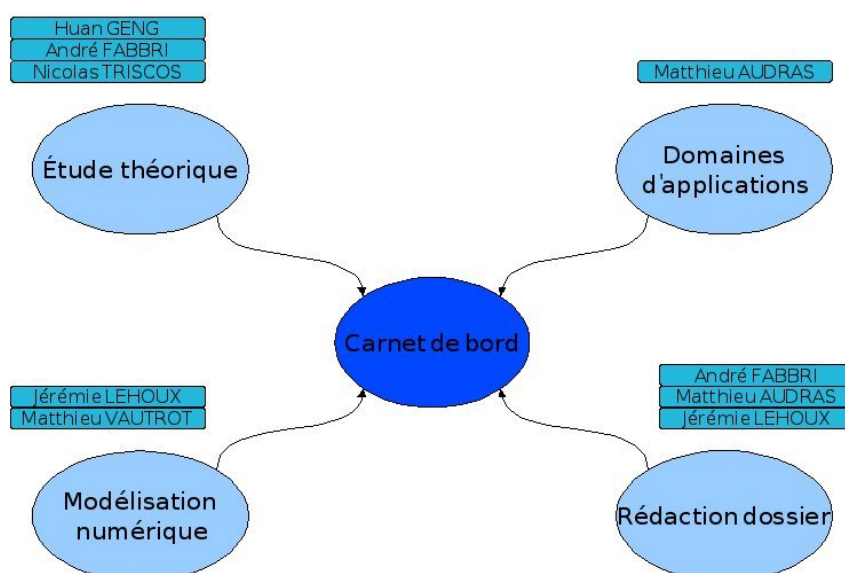 Huan GENG
André FABBRI
Nicolas TRISCOS
Étude théorique
Matthieu AUDRAS
Domaines
d'applications
Carnet de bord
Jérémie LEHOUX
Matthieu VAUTROT
Modélisation
numérique
André FABBRI
Matthieu AUDRAS
Jérémie LEHOUX
Rédaction dossier